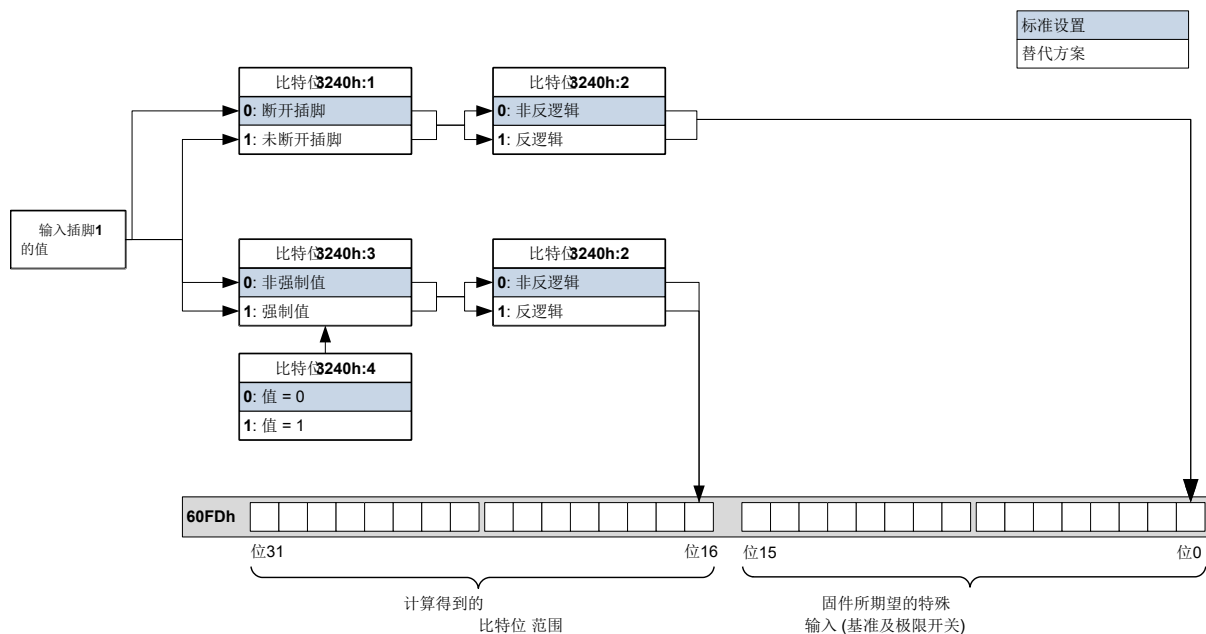 标准设置
替代方案
比特位3240h:1
0: 断开插脚
1: 未断开插脚
比特位3240h:2
0: 非反逻辑
1: 反逻辑
输入插脚1
的值
比特位3240h:3
0: 非强制值
1: 强制值
比特位3240h:2
0: 非反逻辑
1: 反逻辑
比特位3240h:4
0: 值 = 0
1: 值 = 1
60FDh
位31
位16
位15
位0
计算得到的
比特位 范围
固件所期望的特殊
输入 (基准及极限开关)